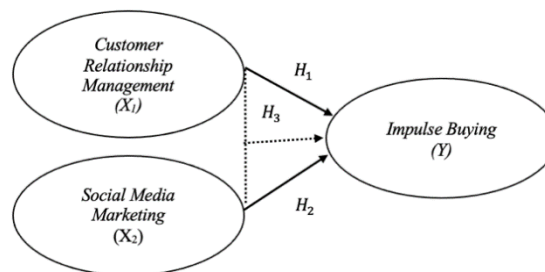 Customer
Relationship
Management
(X₁)
H₁
H₃
Impulse Buying
(Y)
Social Media
Marketing
(X₂)
H₂